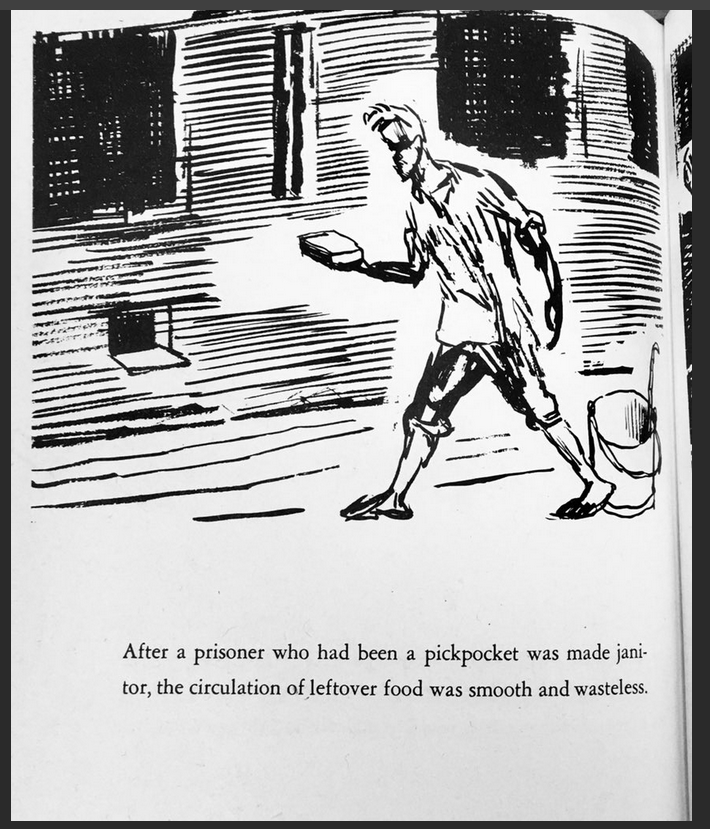 After a prisoner who had been a pickpocket was made jani-
tor, the circulation of leftover food was smooth and wasteless.